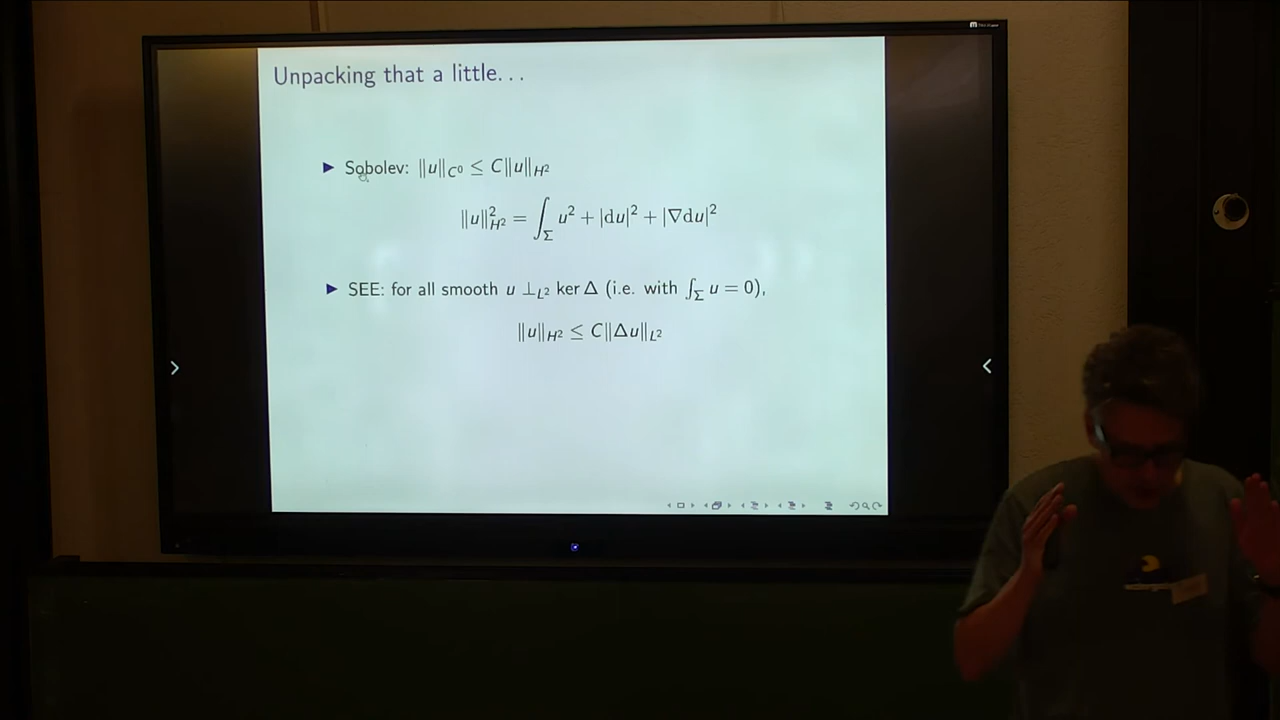 Unpacking that a little. . .
▶ Sobolev: ‖u‖_{C⁰} ≤ C‖u‖_{H²}
‖u‖²_{H²} = ∫_Σ u² + |du|² + |∇du|²
▶ SEE: for all smooth u ⊥_{L²} ker Δ (i.e. with ∫_Σ u = 0),
‖u‖_{H²} ≤ C‖Δu‖_{L²}